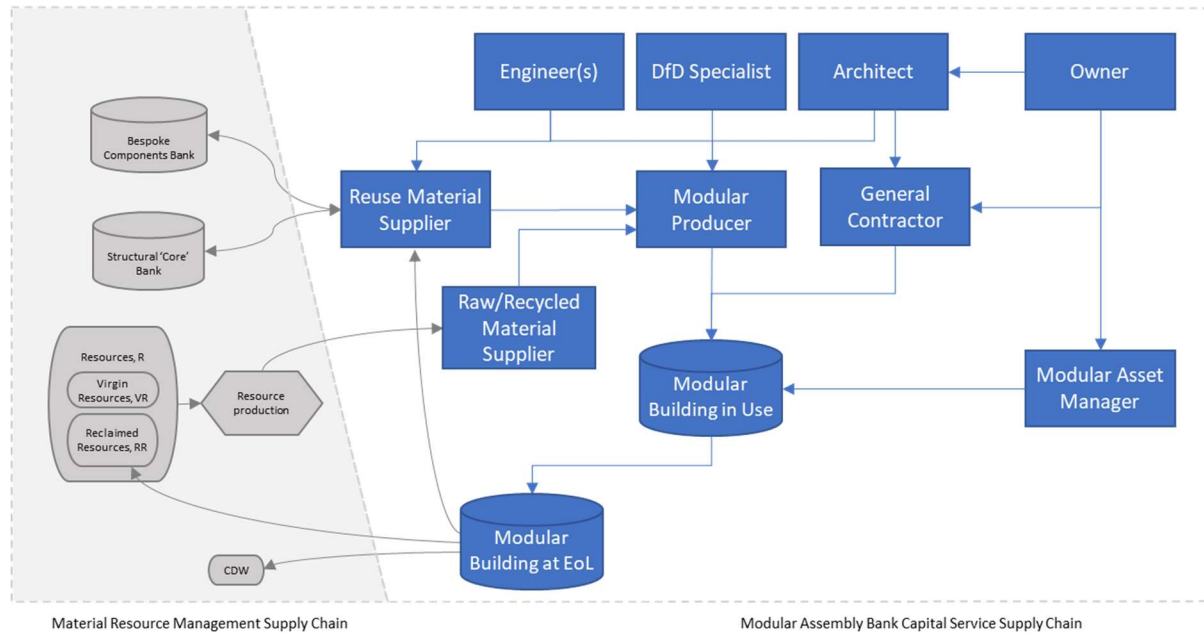 Engineer(s)
DfD Specialist
Architect
Owner
Bespoke
Components Bank
Reuse Material
Supplier
Modular
Producer
General
Contractor
Structural ‘Core’
Bank
Raw/Recycled
Material
Supplier
Resources, R
Virgin
Resources, VR
Reclaimed
Resources, RR
Resource
production
Modular
Building in Use
Modular Asset
Manager
Modular
Building at EoL
CDW
Material Resource Management Supply Chain
Modular Assembly Bank Capital Service Supply Chain